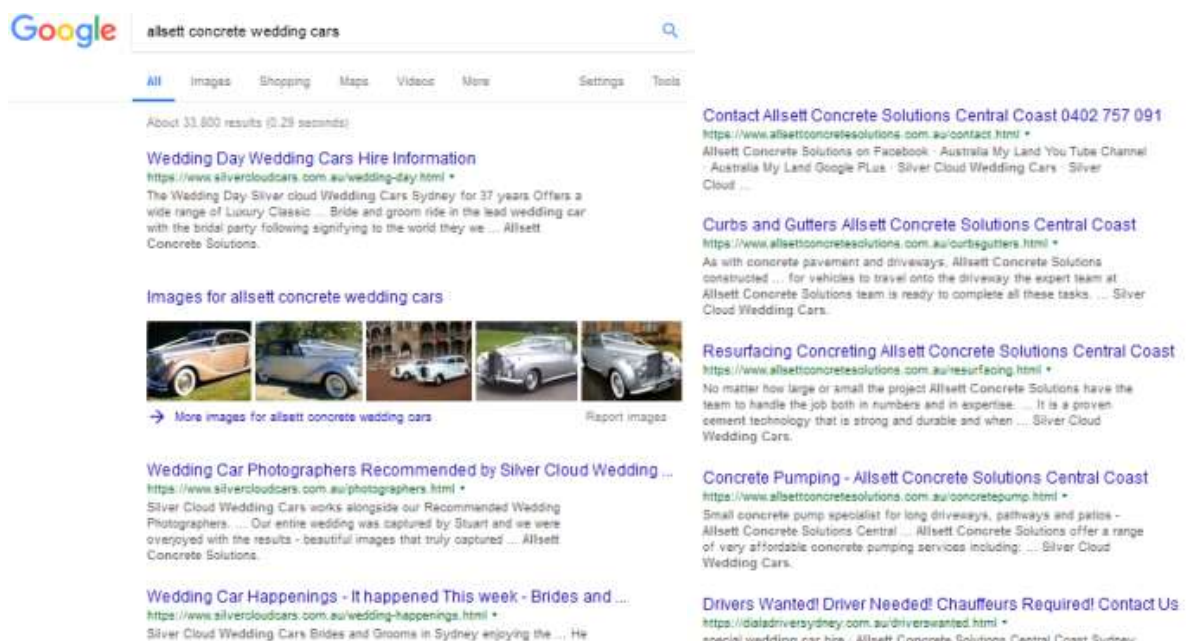 Google
allsett concrete wedding cars
All Images Shopping Maps Videos More Settings Tools
About 33,800 results (0.29 seconds)
Wedding Day Wedding Cars Hire Information
https://www.silvercloudcars.com.au/wedding-day.html
The Wedding Day Silver cloud Wedding Cars Sydney for 37 years Offers a
wide range of Luxury Classic ... Bride and groom ride in the lead wedding car
with the bridal party following signifying to the world they we ... Allsett
Concrete Solutions.
Images for allsett concrete wedding cars
→ More images for allsett concrete wedding cars Report images
Wedding Car Photographers Recommended by Silver Cloud Wedding ...
https://www.silvercloudcars.com.au/photographers.html
Silver Cloud Wedding Cars works alongside our Recommended Wedding
Photographers. ... Our entire wedding was captured by Stuart and we were
overjoyed with the results - beautiful images that truly captured ... Allsett
Concrete Solutions.
Wedding Car Happenings - It happened This week - Brides and ...
https://www.silvercloudcars.com.au/wedding-happenings.html
Silver Cloud Wedding Cars Brides and Grooms in Sydney enjoying the ... He
Contact Allsett Concrete Solutions Central Coast 0402 757 091
https://www.allsettconcretesolutions.com.au/contact.html
Allsett Concrete Solutions on Facebook · Australia My Land You Tube Channel
· Australia My Land Google PLus · Silver Cloud Wedding Cars · Silver
Cloud ...
Curbs and Gutters Allsett Concrete Solutions Central Coast
https://www.allsettconcretesolutions.com.au/curbsgutters.html
As with concrete pavement and driveways, Allsett Concrete Solutions
constructed ... for vehicles to travel onto the driveway the expert team at ...
Allsett Concrete Solutions team is ready to complete all these tasks. ... Silver
Cloud Wedding Cars.
Resurfacing Concreting Allsett Concrete Solutions Central Coast
https://www.allsettconcretesolutions.com.au/resurfacing.html
No matter how large or small the project Allsett Concrete Solutions have the
team to handle the job both in numbers and in expertise. ... It is a proven
cement technology that is strong and durable and when ... Silver Cloud
Wedding Cars.
Concrete Pumping - Allsett Concrete Solutions Central Coast
https://www.allsettconcretesolutions.com.au/concretepump.html
Small concrete pump specialist for long driveways, pathways and patios -
Allsett Concrete Solutions Central ... Allsett Concrete Solutions offer a range
of very affordable concrete pumping services including: ... Silver Cloud
Wedding Cars.
Drivers Wanted! Driver Needed! Chauffeurs Required! Contact Us
https://dialadriversydney.com.au/driverswanted.html
special wedding car hire · Allsett Concrete Solutions Central Coast Sydney